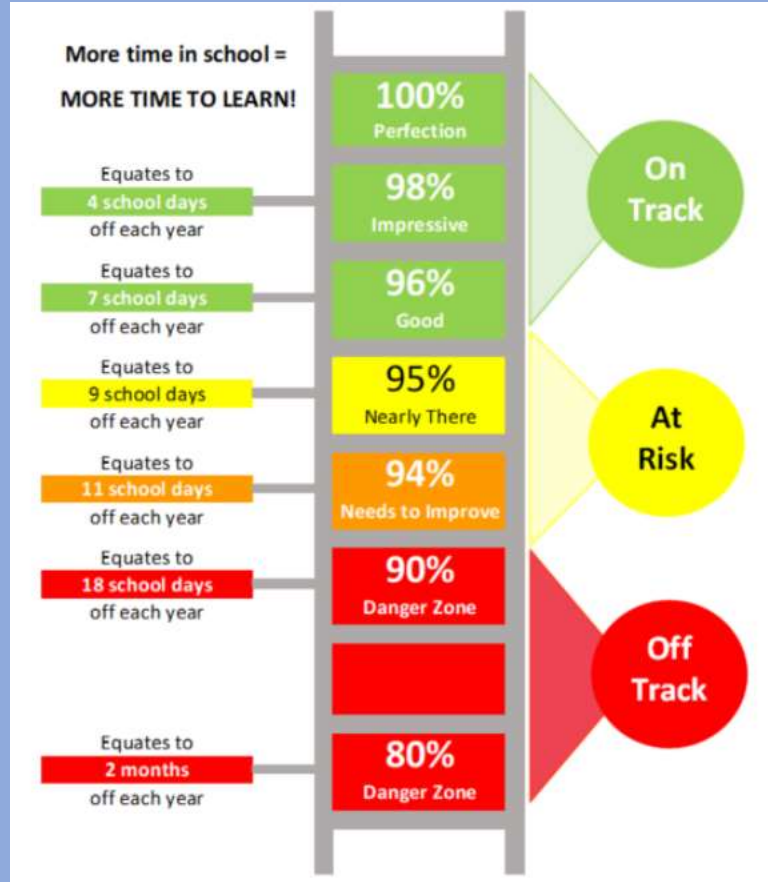 More time in school =
MORE TIME TO LEARN!
100%
Perfection
Equates to
4 school days
off each year
98%
Impressive
Equates to
7 school days
off each year
96%
Good
On
Track
Equates to
9 school days
off each year
95%
Nearly There
Equates to
11 school days
off each year
94%
Needs to Improve
At
Risk
Equates to
18 school days
off each year
90%
Danger Zone
Equates to
2 months
off each year
80%
Danger Zone
Off
Track